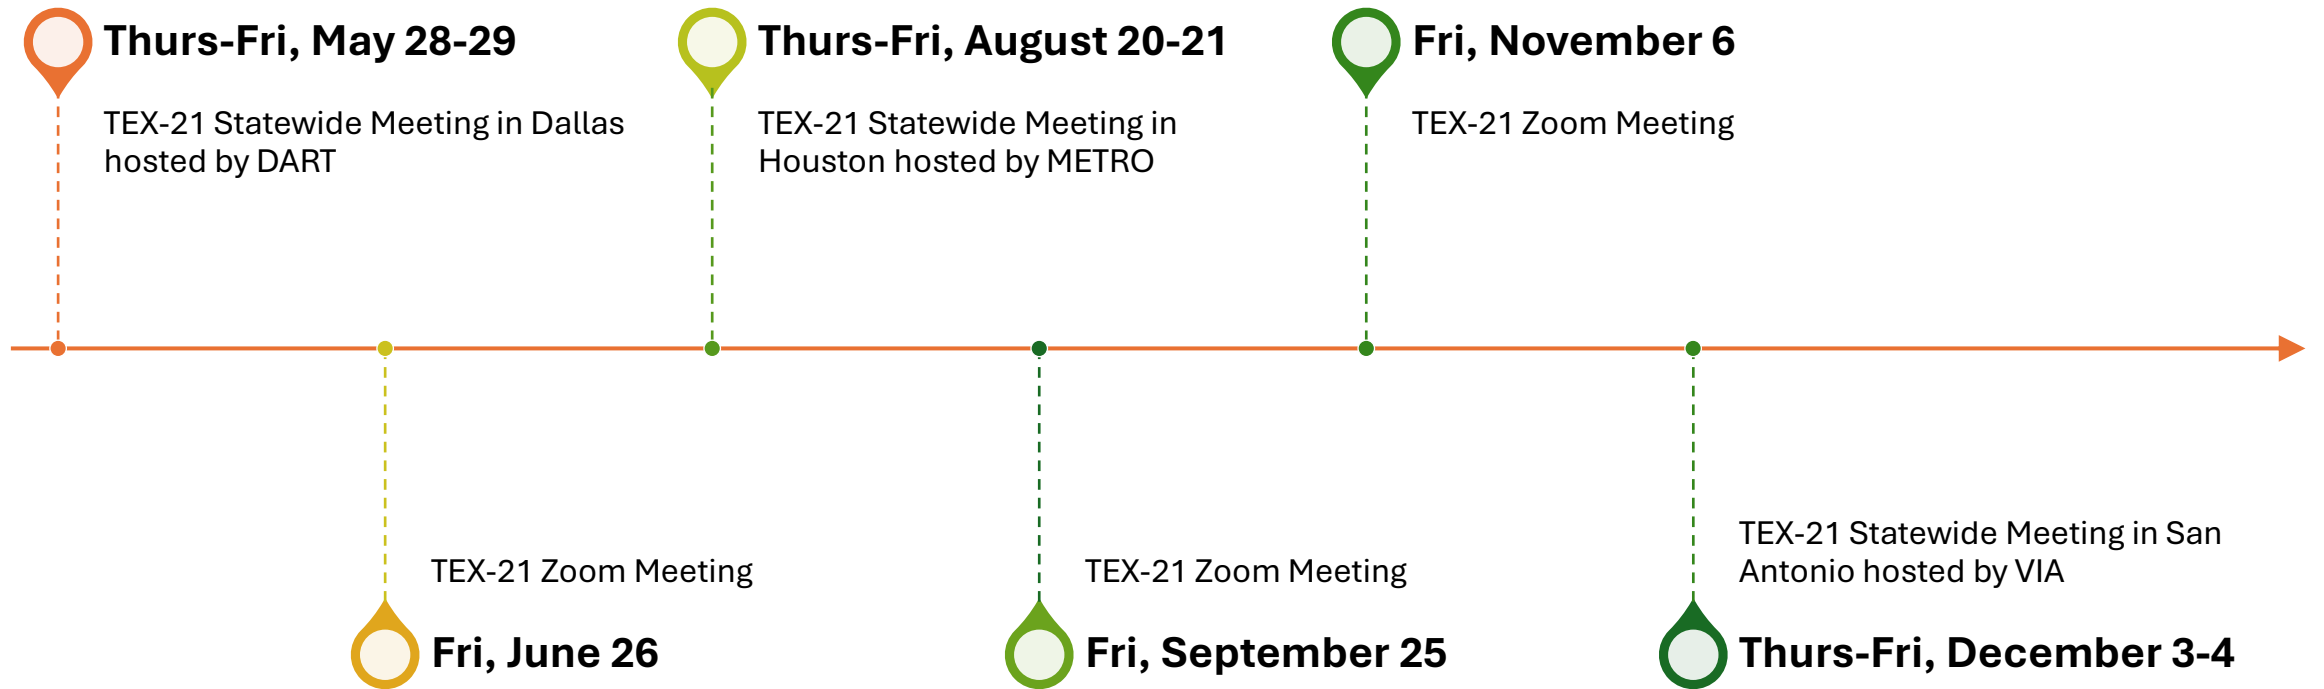 Thurs-Fri, May 28-29
TEX-21 Statewide Meeting in Dallas
hosted by DART
Thurs-Fri, August 20-21
TEX-21 Statewide Meeting in
Houston hosted by METRO
Fri, November 6
TEX-21 Zoom Meeting
TEX-21 Zoom Meeting
Fri, June 26
TEX-21 Zoom Meeting
Fri, September 25
TEX-21 Statewide Meeting in San
Antonio hosted by VIA
Thurs-Fri, December 3-4